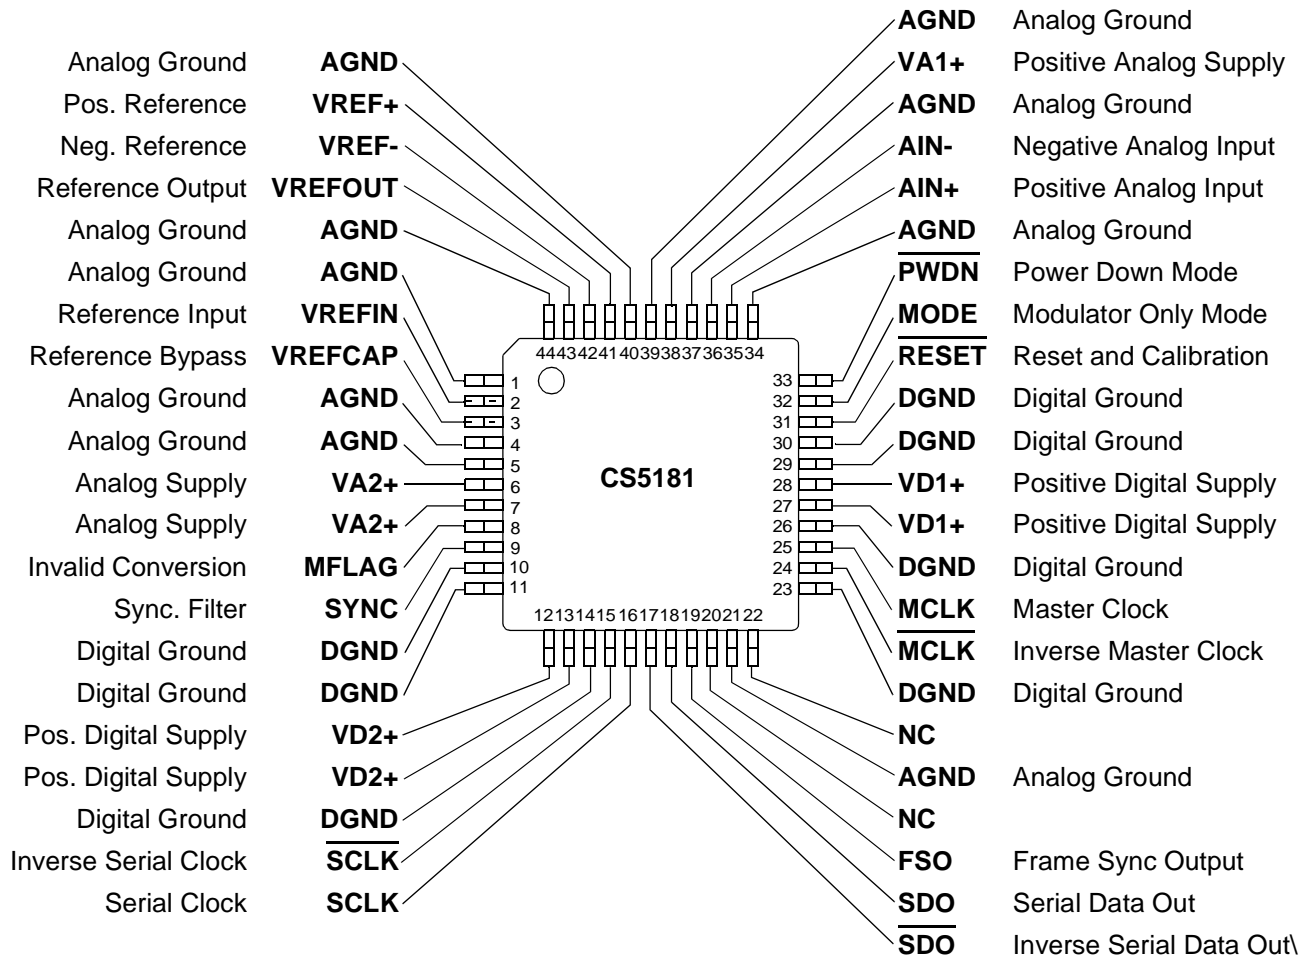 AGND Analog Ground
Analog Ground AGND VA1+ Positive Analog Supply
Pos. Reference VREF+ AGND Analog Ground
Neg. Reference VREF- AIN- Negative Analog Input
Reference Output VREFOUT AIN+ Positive Analog Input
Analog Ground AGND AGND Analog Ground
Analog Ground AGND PWDN Power Down Mode
Reference Input VREFIN MODE Modulator Only Mode
Reference Bypass VREFCAP RESET Reset and Calibration
Analog Ground AGND DGND Digital Ground
Analog Ground AGND DGND Digital Ground
Analog Supply VA2+ VD1+ Positive Digital Supply
Analog Supply VA2+ VD1+ Positive Digital Supply
Invalid Conversion MFLAG DGND Digital Ground
Sync. Filter SYNC MCLK Master Clock
Digital Ground DGND MCLK Inverse Master Clock
Digital Ground DGND DGND Digital Ground
Pos. Digital Supply VD2+ NC
Pos. Digital Supply VD2+ AGND Analog Ground
Digital Ground DGND NC
Inverse Serial Clock SCLK FSO Frame Sync Output
Serial Clock SCLK SDO Serial Data Out
SDO Inverse Serial Data Out\
44 43 42 41 40 39 38 37 36 35 34
1 33
2 32
3 31
4 30
5 29
CS5181
6 28
7 27
8 26
9 25
10 24
11 23
12 13 14 15 16 17 18 19 20 21 22